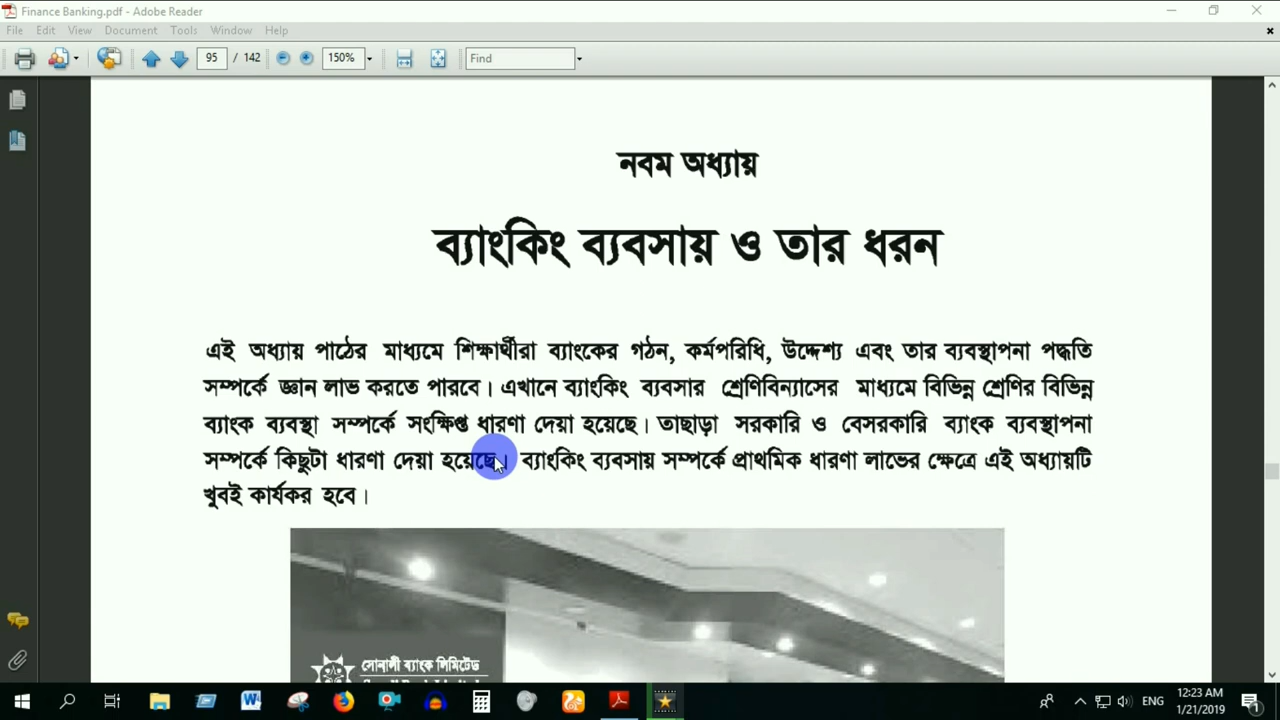 Finance Banking.pdf - Adobe Reader
File Edit View Document Tools Window Help
95 / 142 150% Find
নবম অধ্যায়
ব্যাংকিং ব্যবসায় ও তার ধরন
এই অধ্যায় পাঠের মাধ্যমে শিক্ষার্থীরা ব্যাংকের গঠন, কর্মপরিধি, উদ্দেশ্য এবং তার ব্যবস্থাপনা পদ্ধতি
সম্পর্কে জ্ঞান লাভ করতে পারবে। এখানে ব্যাংকিং ব্যবসার শ্রেণিবিন্যাসের মাধ্যমে বিভিন্ন শ্রেণির বিভিন্ন
ব্যাংক ব্যবস্থা সম্পর্কে সংক্ষিপ্ত ধারণা দেয়া হয়েছে। তাছাড়া সরকারি ও বেসরকারি ব্যাংক ব্যবস্থাপনা
সম্পর্কে কিছুটা ধারণা দেয়া হয়েছে। ব্যাংকিং ব্যবসায় সম্পর্কে প্রাথমিক ধারণা লাভের ক্ষেত্রে এই অধ্যায়টি
খুবই কার্যকর হবে।
সোনালী ব্যাংক লিমিটেড
ENG
12:23 AM
1/21/2019